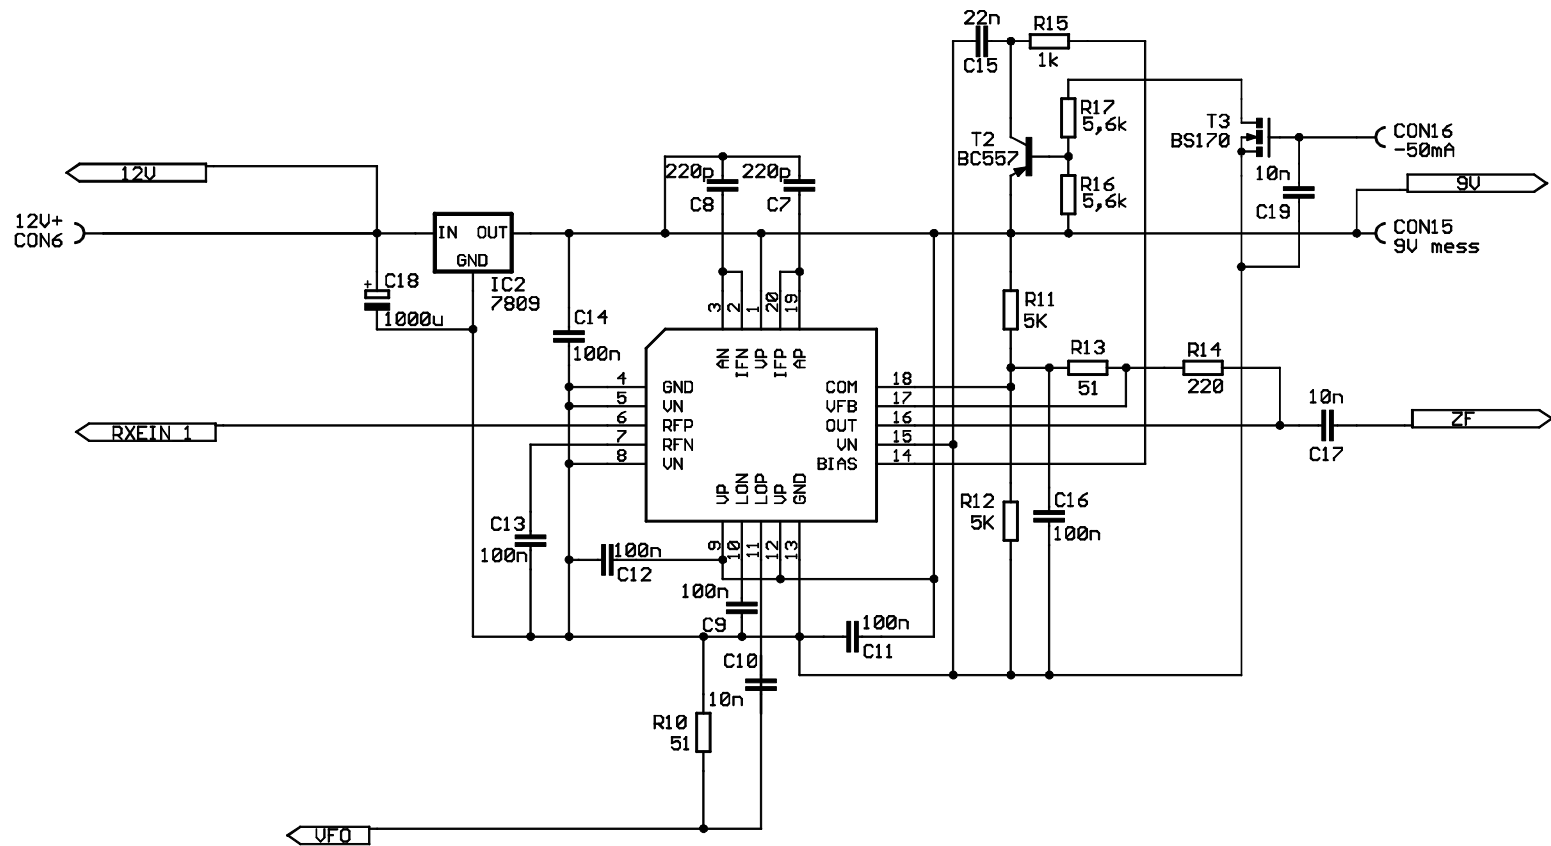 22n
R15
C15
1k
R17
5,6k
T3
BS170
CON16
-50mA
T2
BC557
12V
220p
220p
10n
9V
R16
5,6k
C8
C7
C19
12V+
CON6
IN OUT
GND
CON15
9V mess
C18
+
1000u
IC2
7809
3
2
1
20
19
R11
5K
C14
100n
AN
IFN
VP
IFP
AP
R13
51
R14
220
4
GND
COM
18
5
VN
VFB
17
10n
6
RFP
OUT
16
RXEIN 1
ZF
7
RFN
VN
15
8
VN
BIAS
14
C17
VP
LON
LOP
VP
GND
R12
5K
C16
100n
C13
100n
100n
C12
9
10
11
12
13
100n
C9
100n
C11
C10
10n
R10
51
VFO